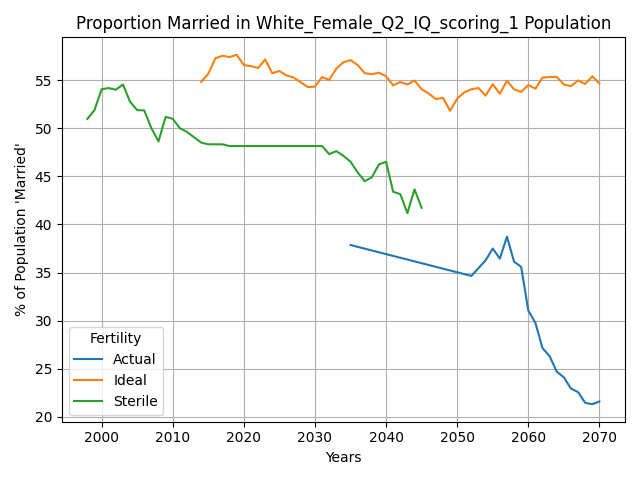 Proportion Married in White_Female_Q2_IQ_scoring_1 Population
% of Population 'Married'
55
50
45
40
35
30
25
20
Fertility
Actual
Ideal
Sterile
2000 2010 2020 2030 2040 2050 2060 2070
Years